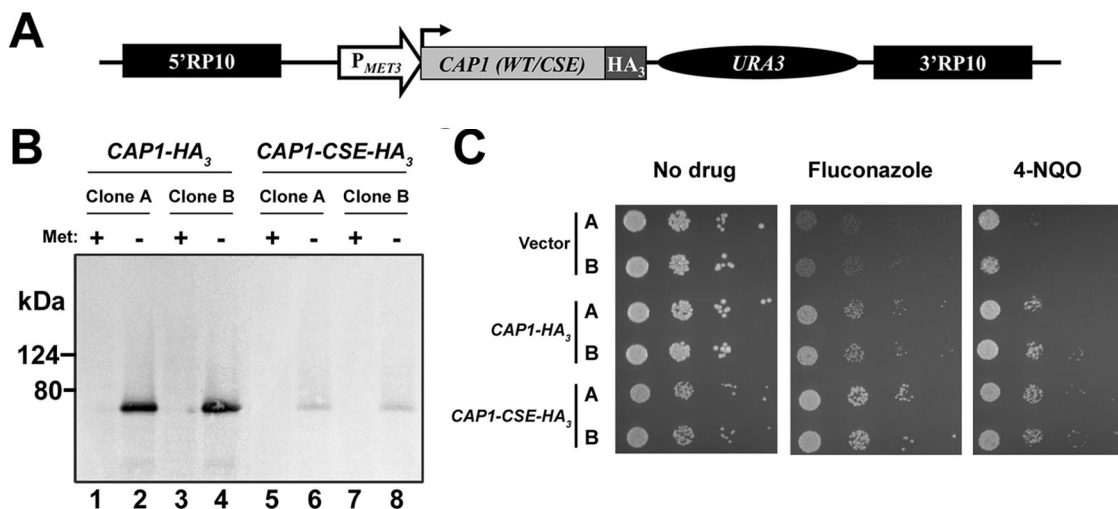 A
5'RP10 P_MET3 CAP1 (WT/CSE) HA3 URA3 3'RP10
B
CAP1-HA3 CAP1-CSE-HA3
Clone A Clone B Clone A Clone B
Met: + - + - + - + -
kDa
124
80
1 2 3 4 5 6 7 8
C
No drug Fluconazole 4-NQO
Vector A
B
CAP1-HA3 A
B
CAP1-CSE-HA3 A
B